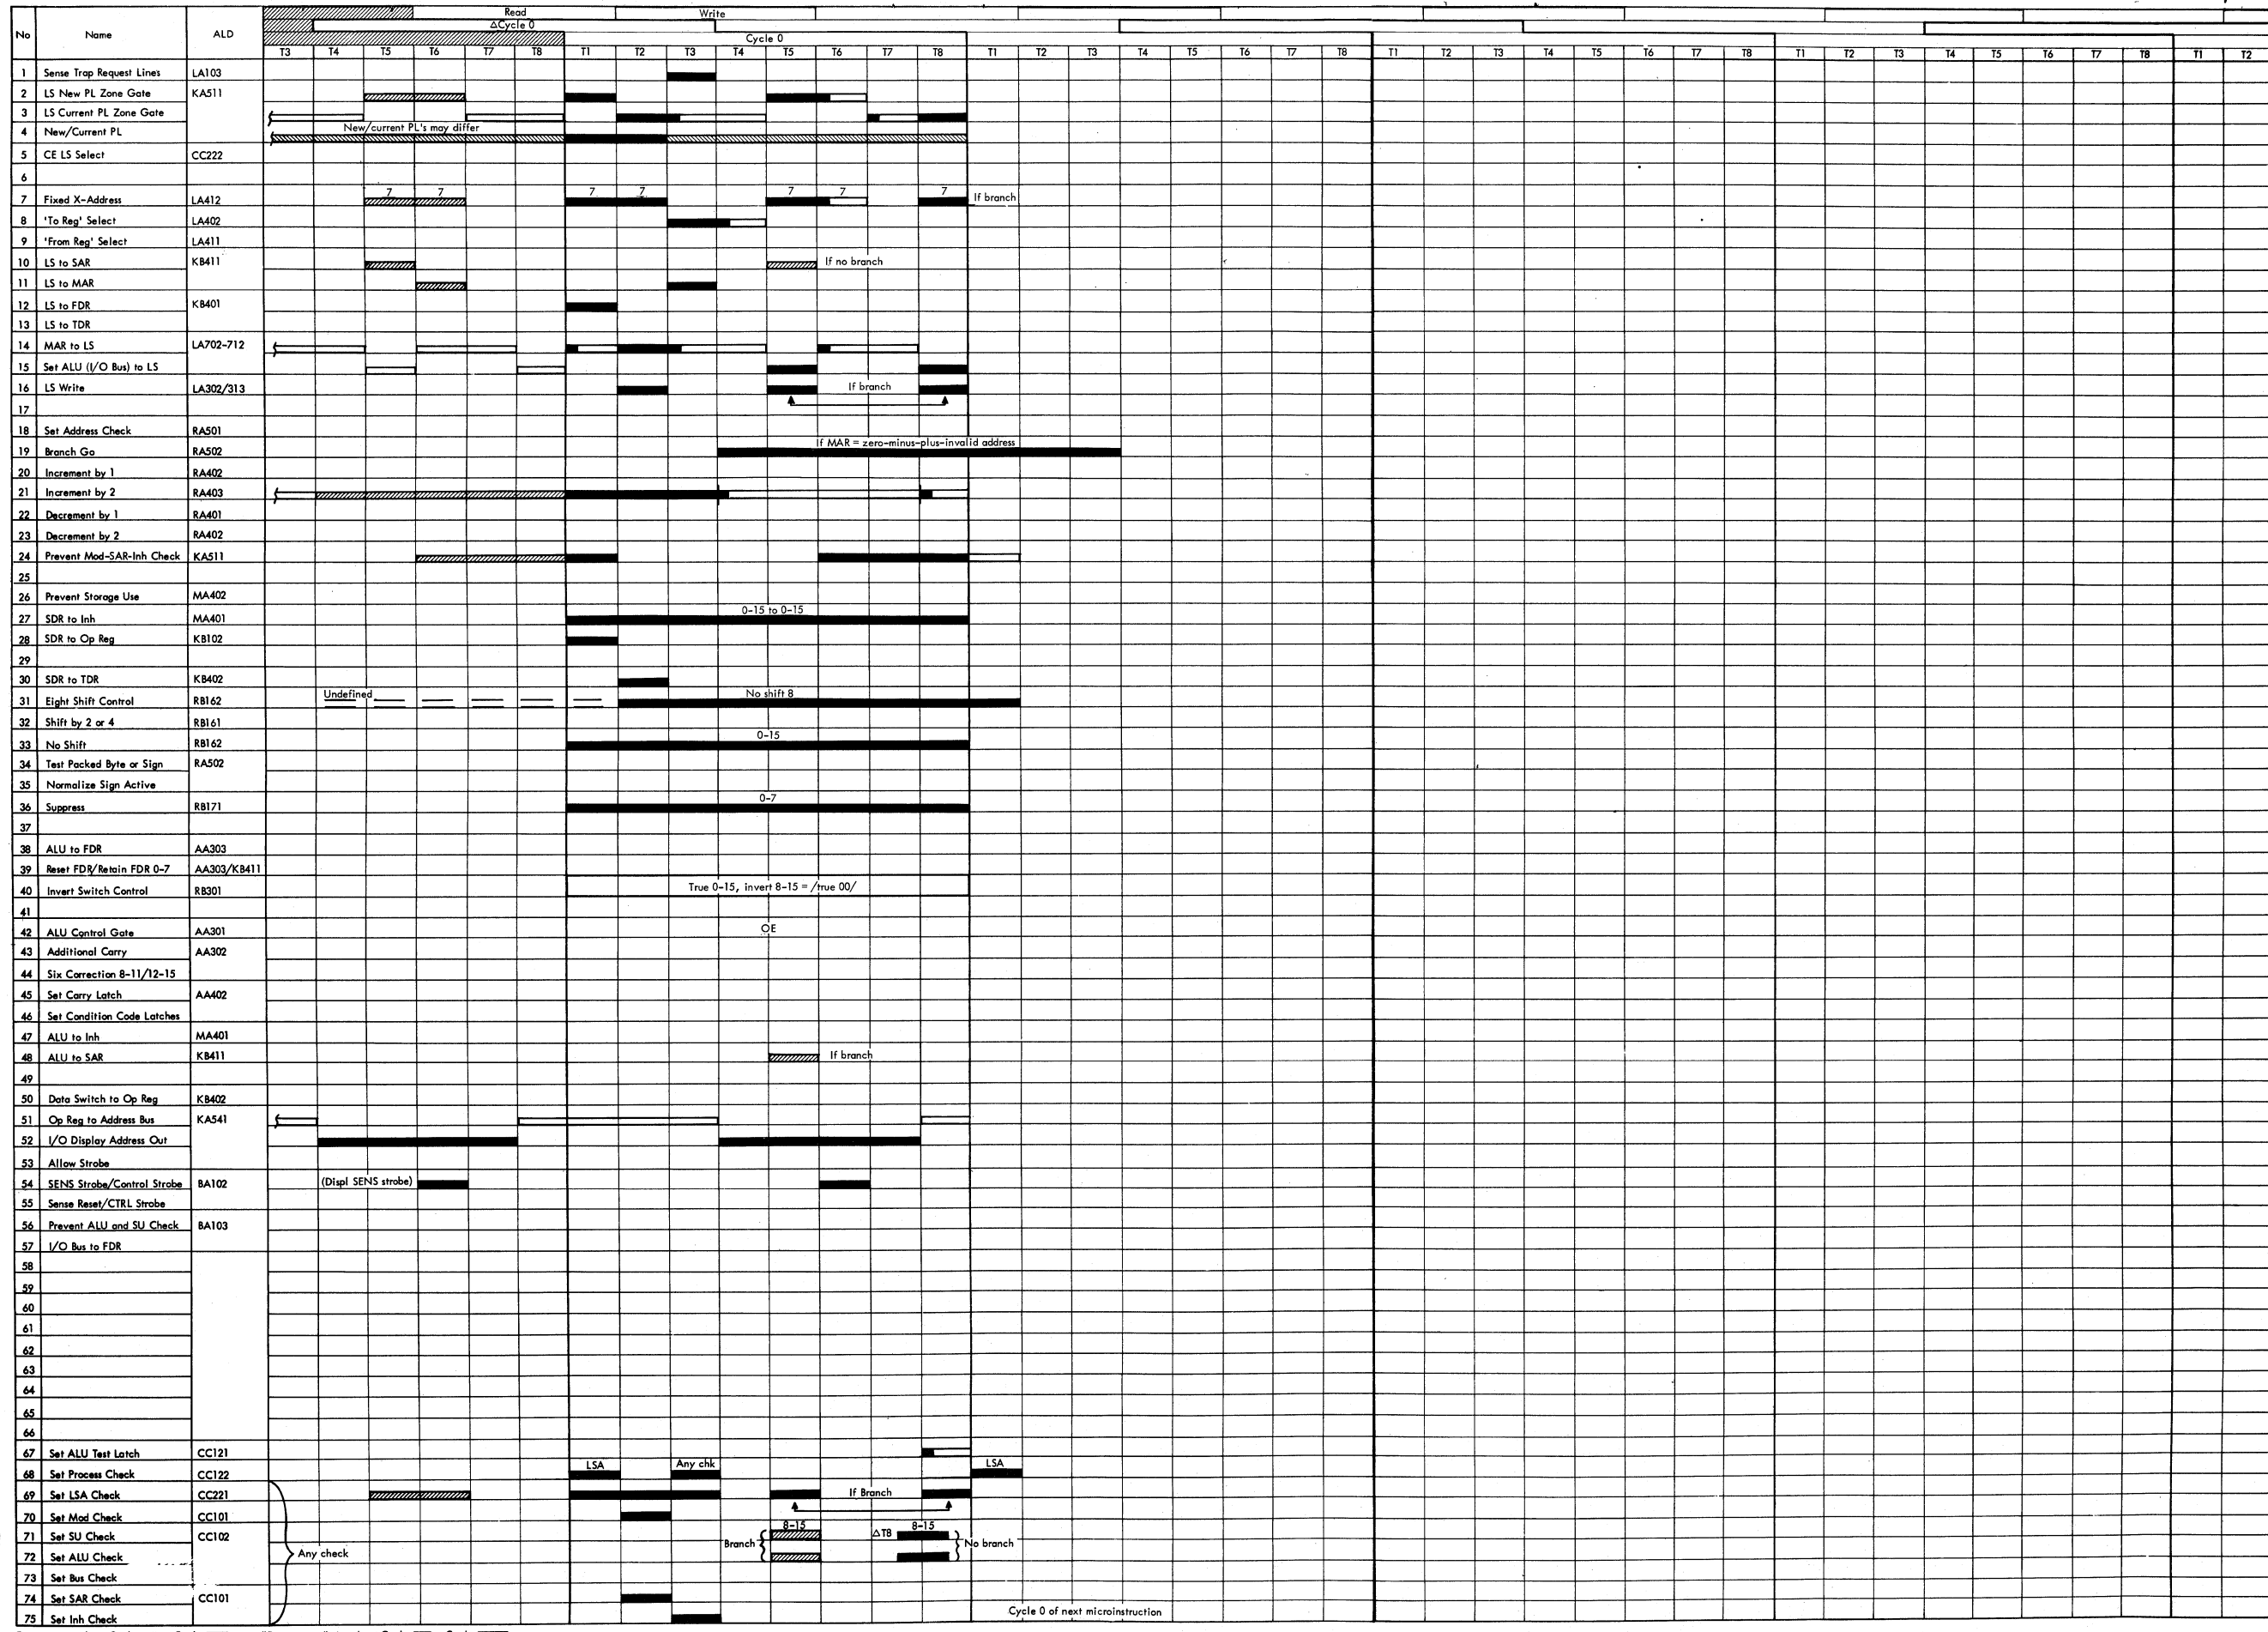 Read Write
ΔCycle 0
No Name ALD
Cycle 0
T3 T4 T5 T6 T7 T8 T1 T2 T3 T4 T5 T6 T7 T8 T1 T2 T3 T4 T5 T6 T7 T8 T1 T2 T3 T4 T5 T6 T7 T8 T1 T2 T3 T4 T5 T6 T7 T8 T1 T2
1 Sense Trap Request Lines LA103
2 LS New PL Zone Gate KA511
3 LS Current PL Zone Gate
4 New/Current PL New/current PL's may differ
5 CE LS Select CC222
6
7 7 7 7 7 7 7
7 Fixed X-Address LA412 If branch
8 'To Reg' Select LA402
9 'From Reg' Select LA411
10 LS to SAR KB411 If no branch
11 LS to MAR
12 LS to FDR KB401
13 LS to TDR
14 MAR to LS LA702-712
15 Set ALU (I/O Bus) to LS
16 LS Write LA302/313 If branch
17
18 Set Address Check RA501
If MAR = zero-minus-plus-invalid address
19 Branch Go RA502
20 Increment by 1 RA402
21 Increment by 2 RA403
22 Decrement by 1 RA401
23 Decrement by 2 RA402
24 Prevent Mod-SAR-Inh Check KA511
25
26 Prevent Storage Use MA402
0-15 to 0-15
27 SDR to Inh MA401
28 SDR to Op Reg KB102
29
30 SDR to TDR KB402
Undefined No shift 8
31 Eight Shift Control RB162
32 Shift by 2 or 4 RB161
0-15
33 No Shift RB162
34 Test Packed Byte or Sign RA502
35 Normalize Sign Active
0-7
36 Suppress RB171
37
38 ALU to FDR AA303
39 Reset FDR/Retain FDR 0-7 AA303/KB411
40 Invert Switch Control RB301 True 0-15, invert 8-15 = /true 00/
41
42 ALU Control Gate AA301 OE
43 Additional Carry AA302
44 Six Correction 8-11/12-15
45 Set Carry Latch AA402
46 Set Condition Code Latches
47 ALU to Inh MA401
48 ALU to SAR KB411 If branch
49
50 Data Switch to Op Reg KB402
51 Op Reg to Address Bus KA541
52 I/O Display Address Out
53 Allow Strobe
54 SENS Strobe/Control Strobe BA102 (Displ SENS strobe)
55 Sense Reset/CTRL Strobe
56 Prevent ALU and SU Check BA103
57 I/O Bus to FDR
58
59
60
61
62
63
64
65
66
67 Set ALU Test Latch CC121
LSA Any chk LSA
68 Set Process Check CC122
69 Set LSA Check CC221 If Branch
70 Set Mod Check CC101
8-15 8-15
71 Set SU Check CC102 ΔT8
Branch No branch
72 Set ALU Check Any check
73 Set Bus Check
74 Set SAR Check CC101
75 Set Inh Check Cycle 0 of next microinstruction